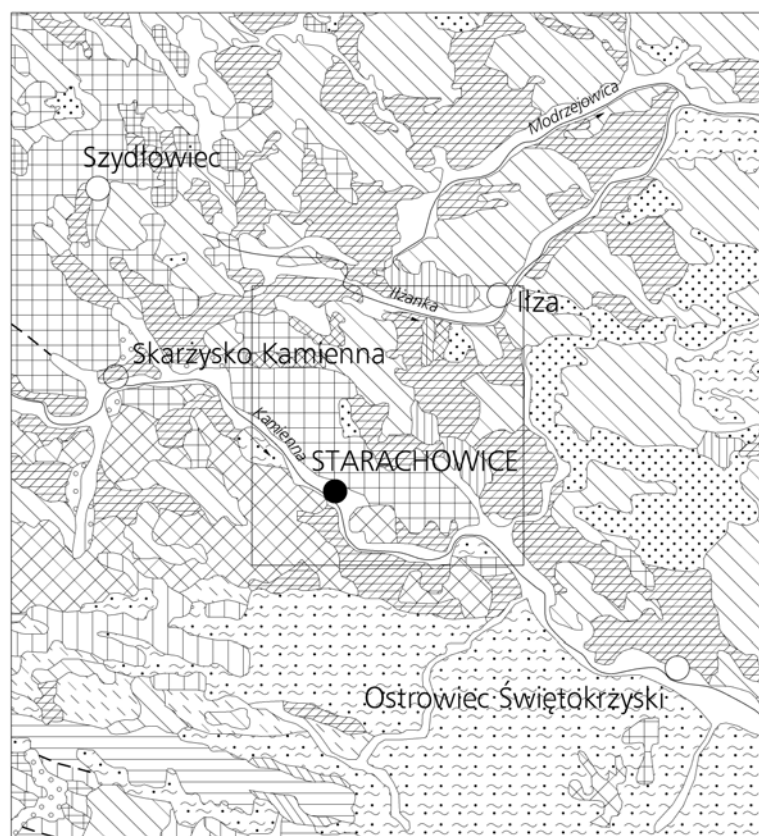 Modrzejowica
Szydłowiec
Iłżanka
Iłża
Skarżysko Kamienna
Kamienna
STARACHOWICE
Ostrowiec Świętokrzyski